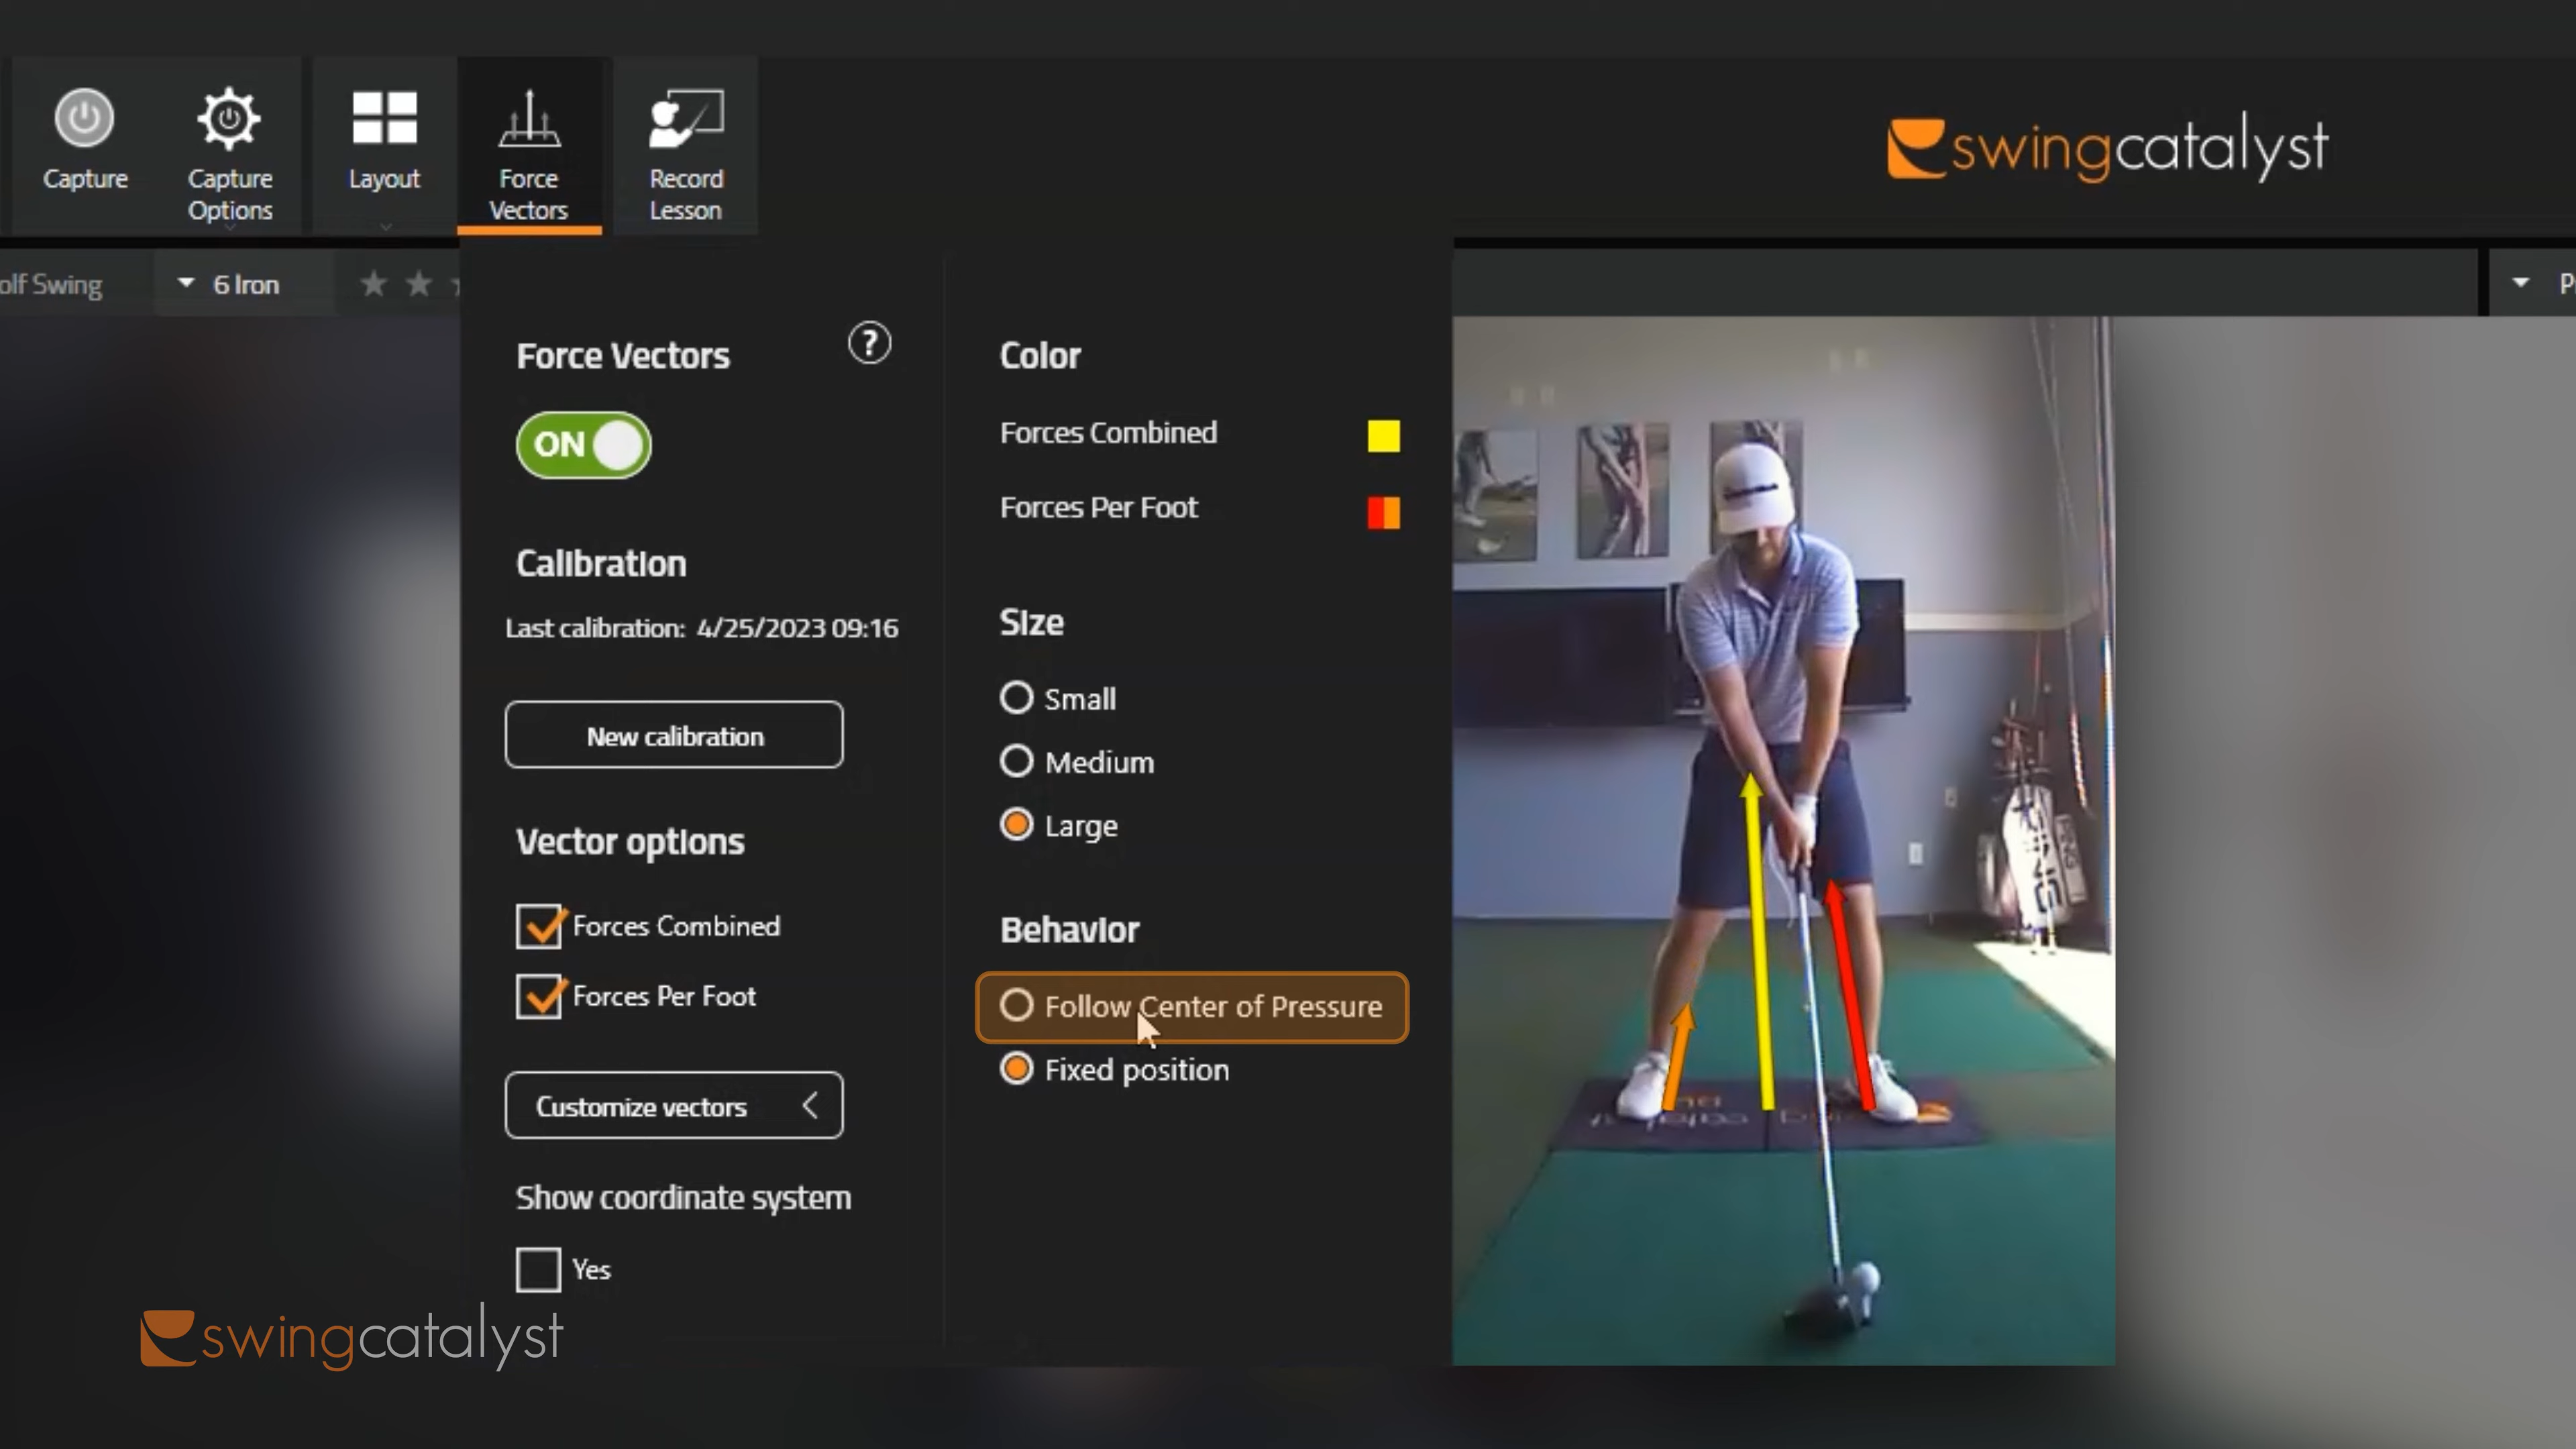 Capture
Capture
Options
Layout
Force
Vectors
Record
Lesson
swingcatalyst
olf Swing
6 Iron
P
Force Vectors
?
ON
Calibration
Last calibration: 4/25/2023 09:16
New calibration
Vector options
Forces Combined
Forces Per Foot
Customize vectors
Show coordinate system
Yes
Color
Forces Combined
Forces Per Foot
Size
Small
Medium
Large
Behavior
Follow Center of Pressure
Fixed position
PING
PING
catalyst
swingcatalyst